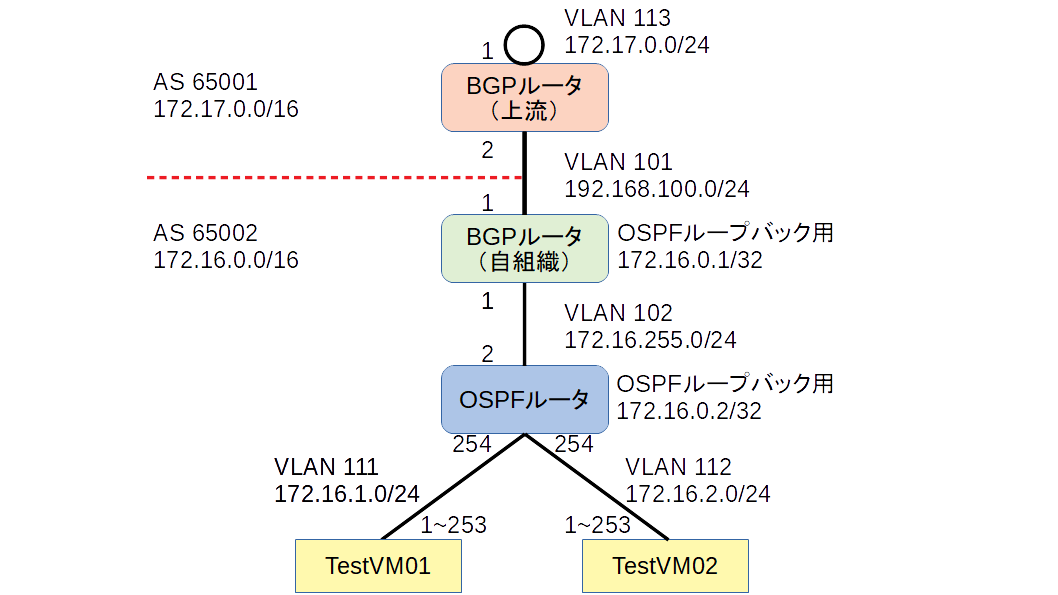 VLAN 113
172.17.0.0/24
1
AS 65001
172.17.0.0/16
BGPルータ
（上流）
2
VLAN 101
192.168.100.0/24
1
AS 65002
172.16.0.0/16
BGPルータ
（自組織）
OSPFループバック用
172.16.0.1/32
1
VLAN 102
172.16.255.0/24
2
OSPFルータ
OSPFループバック用
172.16.0.2/32
254
254
VLAN 111
172.16.1.0/24
VLAN 112
172.16.2.0/24
1~253
1~253
TestVM01
TestVM02